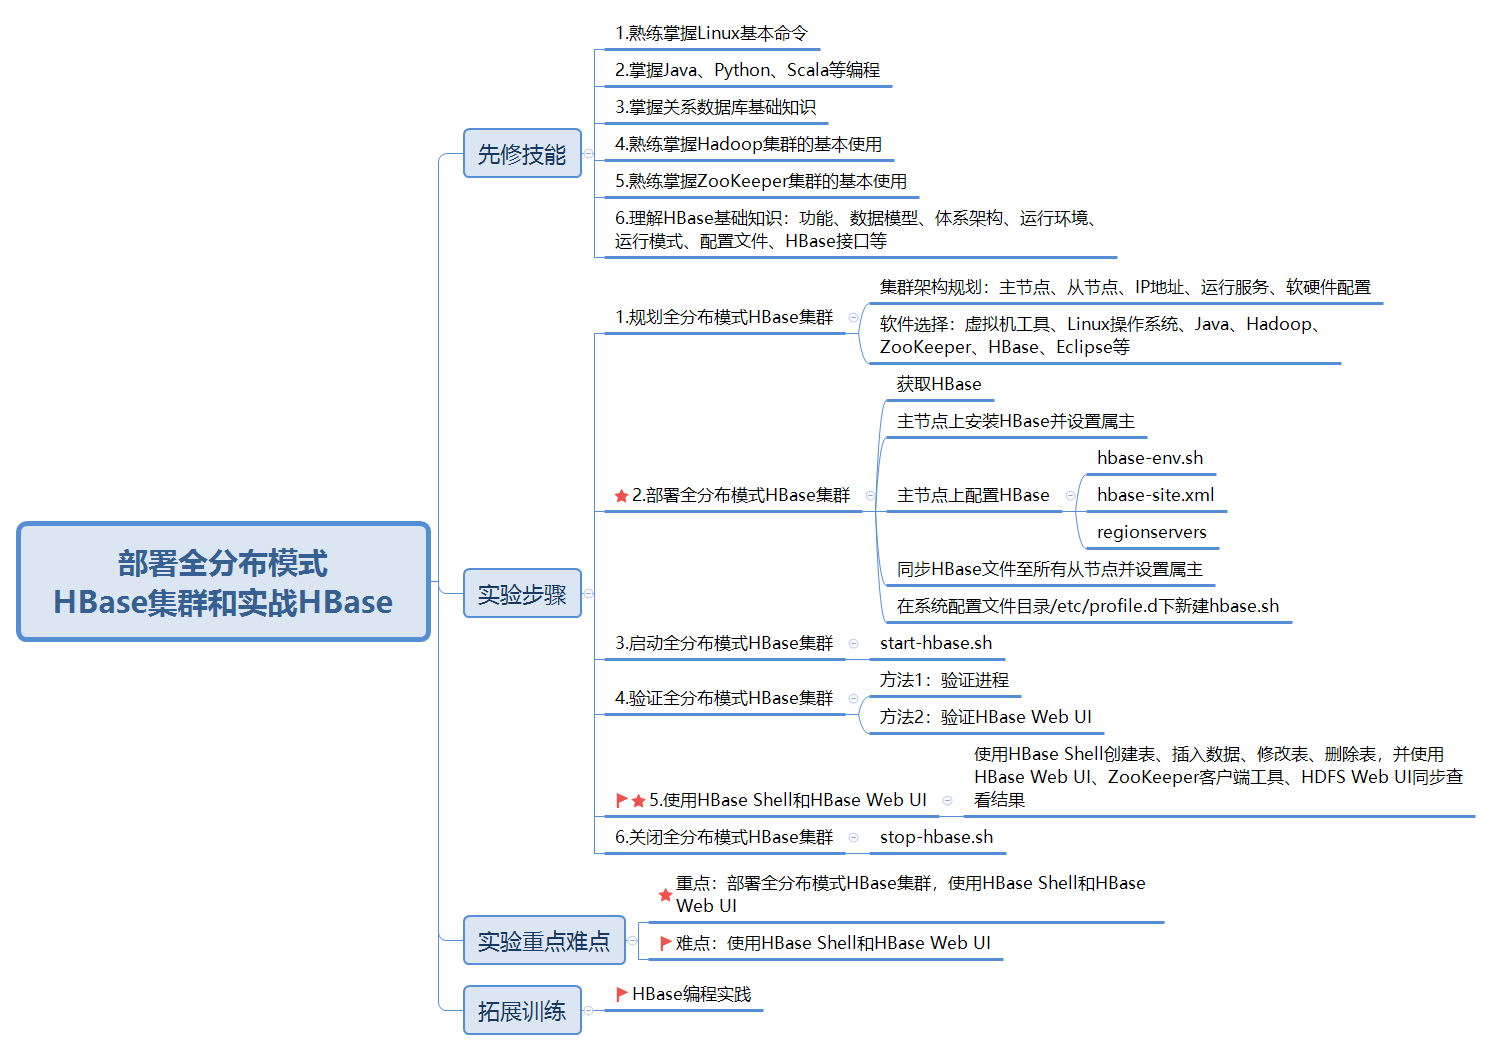 部署全分布模式
HBase集群和实战HBase
先修技能
1.熟练掌握Linux基本命令
2.掌握Java、Python、Scala等编程
3.掌握关系数据库基础知识
4.熟练掌握Hadoop集群的基本使用
5.熟练掌握ZooKeeper集群的基本使用
6.理解HBase基础知识：功能、数据模型、体系架构、运行环境、
运行模式、配置文件、HBase接口等
实验步骤
1.规划全分布模式HBase集群
集群架构规划：主节点、从节点、IP地址、运行服务、软硬件配置
软件选择：虚拟机工具、Linux操作系统、Java、Hadoop、
ZooKeeper、HBase、Eclipse等
2.部署全分布模式HBase集群
获取HBase
主节点上安装HBase并设置属主
主节点上配置HBase
hbase-env.sh
hbase-site.xml
regionservers
同步HBase文件至所有从节点并设置属主
在系统配置文件目录/etc/profile.d下新建hbase.sh
3.启动全分布模式HBase集群
start-hbase.sh
4.验证全分布模式HBase集群
方法1：验证进程
方法2：验证HBase Web UI
5.使用HBase Shell和HBase Web UI
使用HBase Shell创建表、插入数据、修改表、删除表，并使用
HBase Web UI、ZooKeeper客户端工具、HDFS Web UI同步查
看结果
6.关闭全分布模式HBase集群
stop-hbase.sh
实验重点难点
重点：部署全分布模式HBase集群，使用HBase Shell和HBase
Web UI
难点：使用HBase Shell和HBase Web UI
拓展训练
HBase编程实践